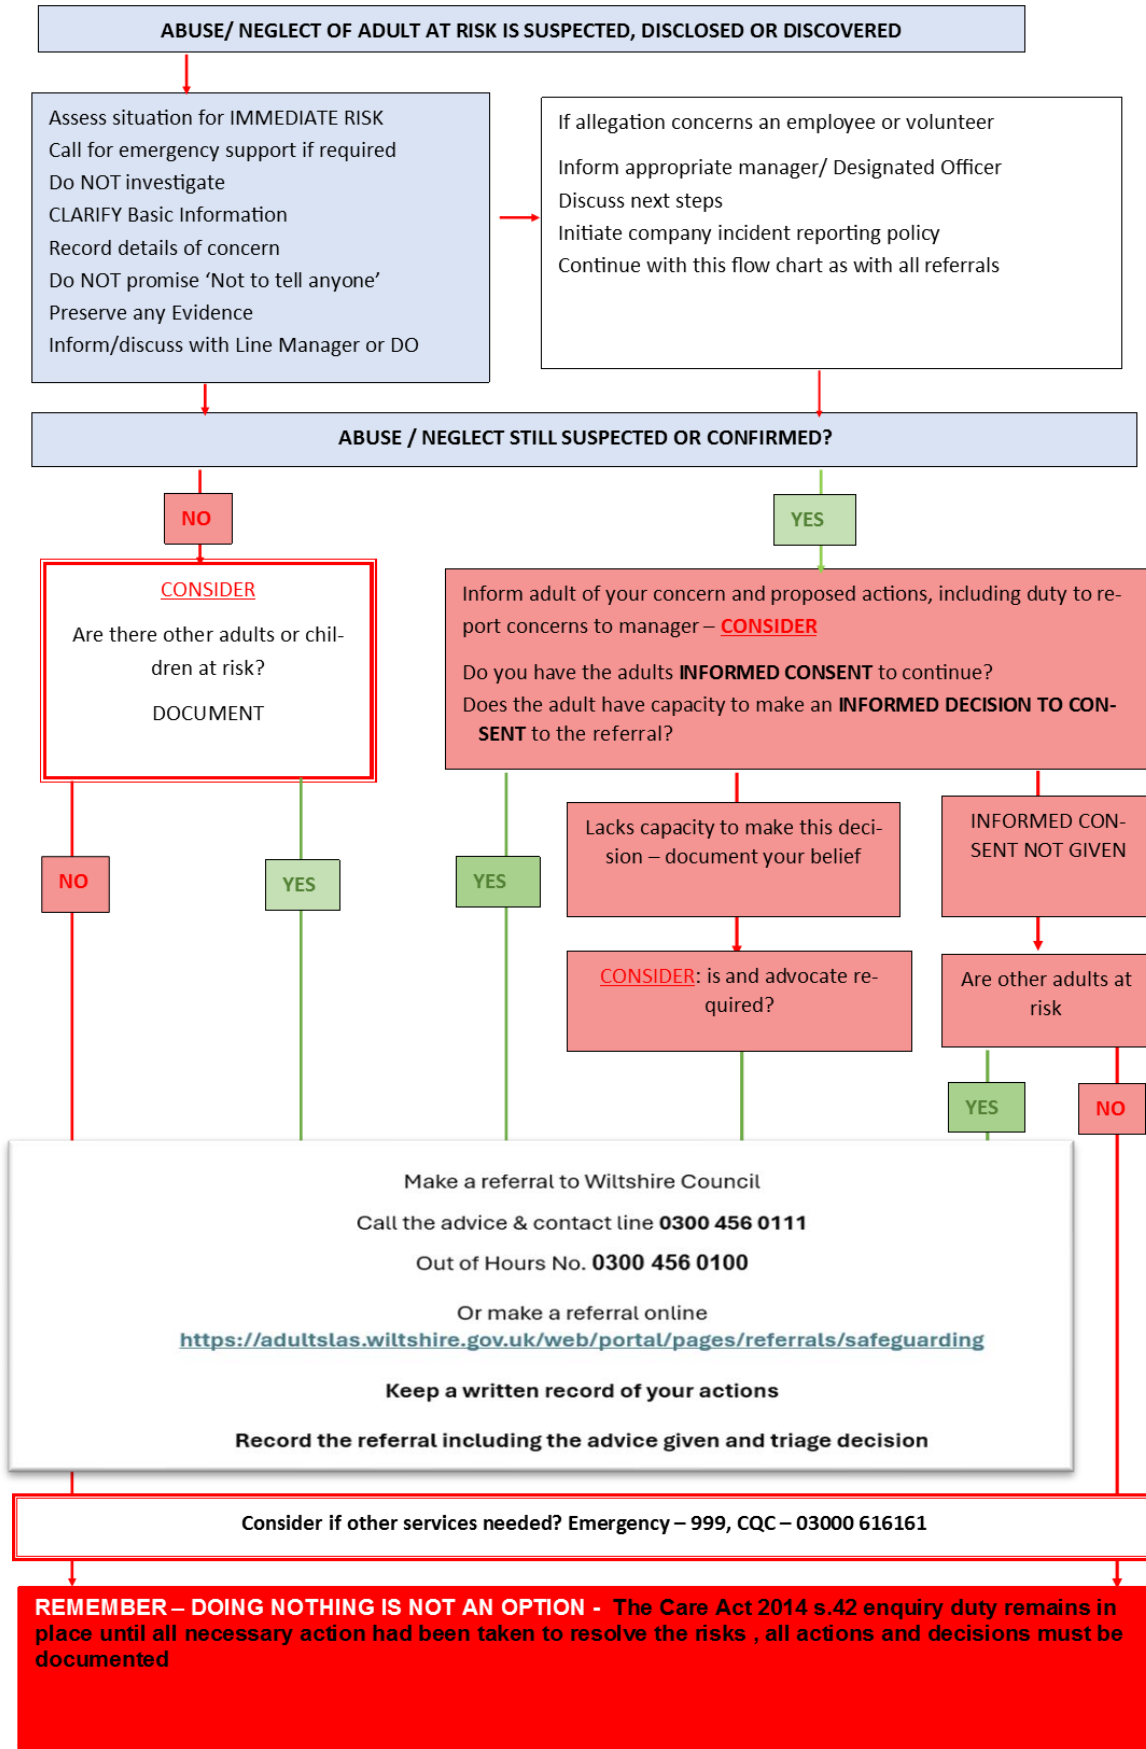 ABUSE/ NEGLECT OF ADULT AT RISK IS SUSPECTED, DISCLOSED OR DISCOVERED
Assess situation for IMMEDIATE RISK
Call for emergency support if required
Do NOT investigate
CLARIFY Basic Information
Record details of concern
Do NOT promise ‘Not to tell anyone’
Preserve any Evidence
Inform/discuss with Line Manager or DO
If allegation concerns an employee or volunteer
Inform appropriate manager/ Designated Officer
Discuss next steps
Initiate company incident reporting policy
Continue with this flow chart as with all referrals
ABUSE / NEGLECT STILL SUSPECTED OR CONFIRMED?
NO
YES
CONSIDER
Are there other adults or chil-
dren at risk?
DOCUMENT
Inform adult of your concern and proposed actions, including duty to re-
port concerns to manager – CONSIDER
Do you have the adults INFORMED CONSENT to continue?
Does the adult have capacity to make an INFORMED DECISION TO CON-
SENT to the referral?
NO
YES
YES
Lacks capacity to make this deci-
sion – document your belief
INFORMED CON-
SENT NOT GIVEN
CONSIDER: is and advocate re-
quired?
Are other adults at
risk
YES
NO
Make a referral to Wiltshire Council
Call the advice & contact line 0300 456 0111
Out of Hours No. 0300 456 0100
Or make a referral online
https://adultslas.wiltshire.gov.uk/web/portal/pages/referrals/safeguarding
Keep a written record of your actions
Record the referral including the advice given and triage decision
Consider if other services needed? Emergency – 999, CQC – 03000 616161
REMEMBER – DOING NOTHING IS NOT AN OPTION - The Care Act 2014 s.42 enquiry duty remains in
place until all necessary action had been taken to resolve the risks , all actions and decisions must be
documented